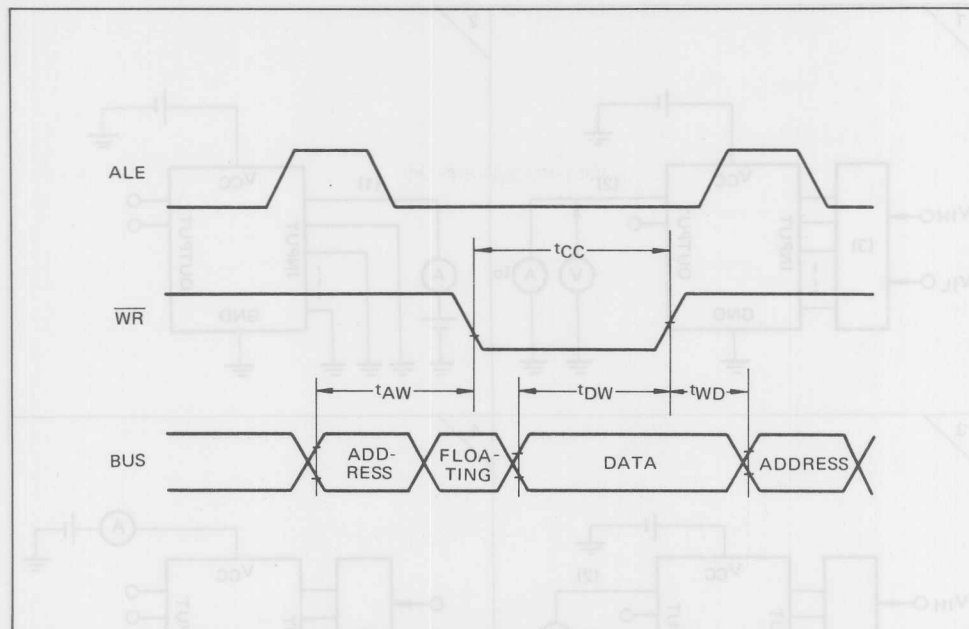 ALE
tCC
WR
tAW
tDW
tWD
BUS
ADD-
RESS
FLOA-
TING
DATA
ADDRESS